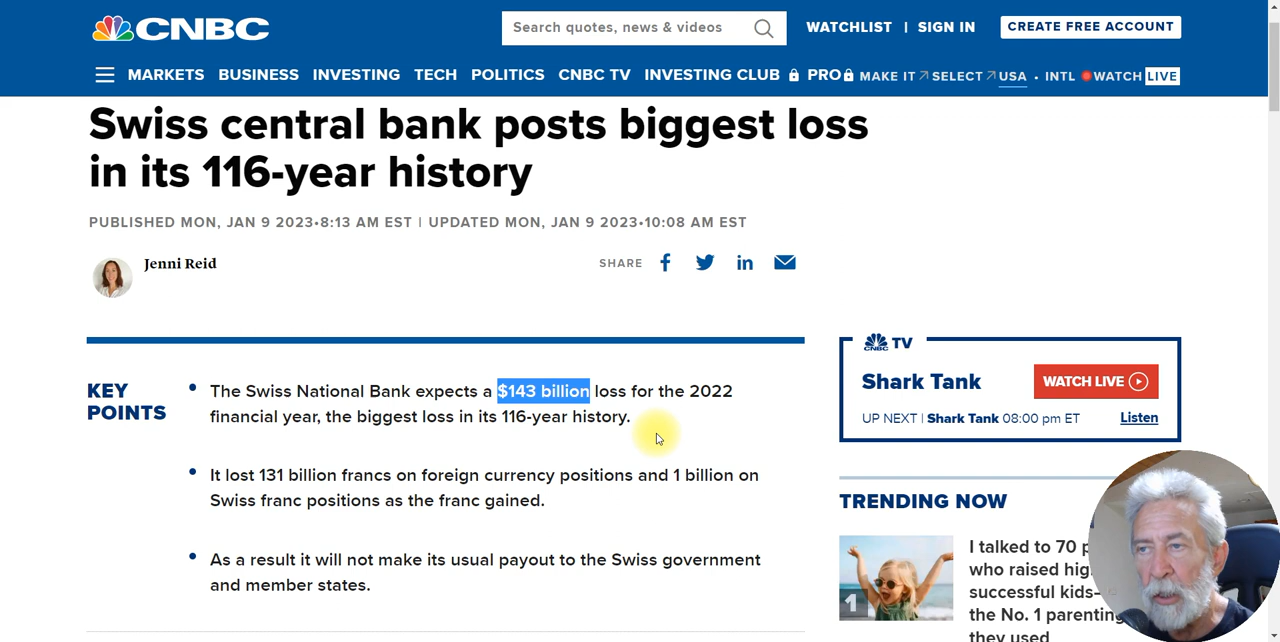 CNBC
Search quotes, news & videos
WATCHLIST | SIGN IN
CREATE FREE ACCOUNT
MARKETS BUSINESS INVESTING TECH POLITICS CNBC TV INVESTING CLUB PRO MAKE IT SELECT USA • INTL WATCH LIVE
Swiss central bank posts biggest loss
in its 116-year history
PUBLISHED MON, JAN 9 2023•8:13 AM EST | UPDATED MON, JAN 9 2023•10:08 AM EST
Jenni Reid
SHARE
KEY
POINTS
• The Swiss National Bank expects a $143 billion loss for the 2022
financial year, the biggest loss in its 116-year history.
• It lost 131 billion francs on foreign currency positions and 1 billion on
Swiss franc positions as the franc gained.
• As a result it will not make its usual payout to the Swiss government
and member states.
CNBC TV
Shark Tank
WATCH LIVE
UP NEXT | Shark Tank 08:00 pm ET
Listen
TRENDING NOW
1
I talked to 70
who raised
successful kids
the No. 1 parenting
they used